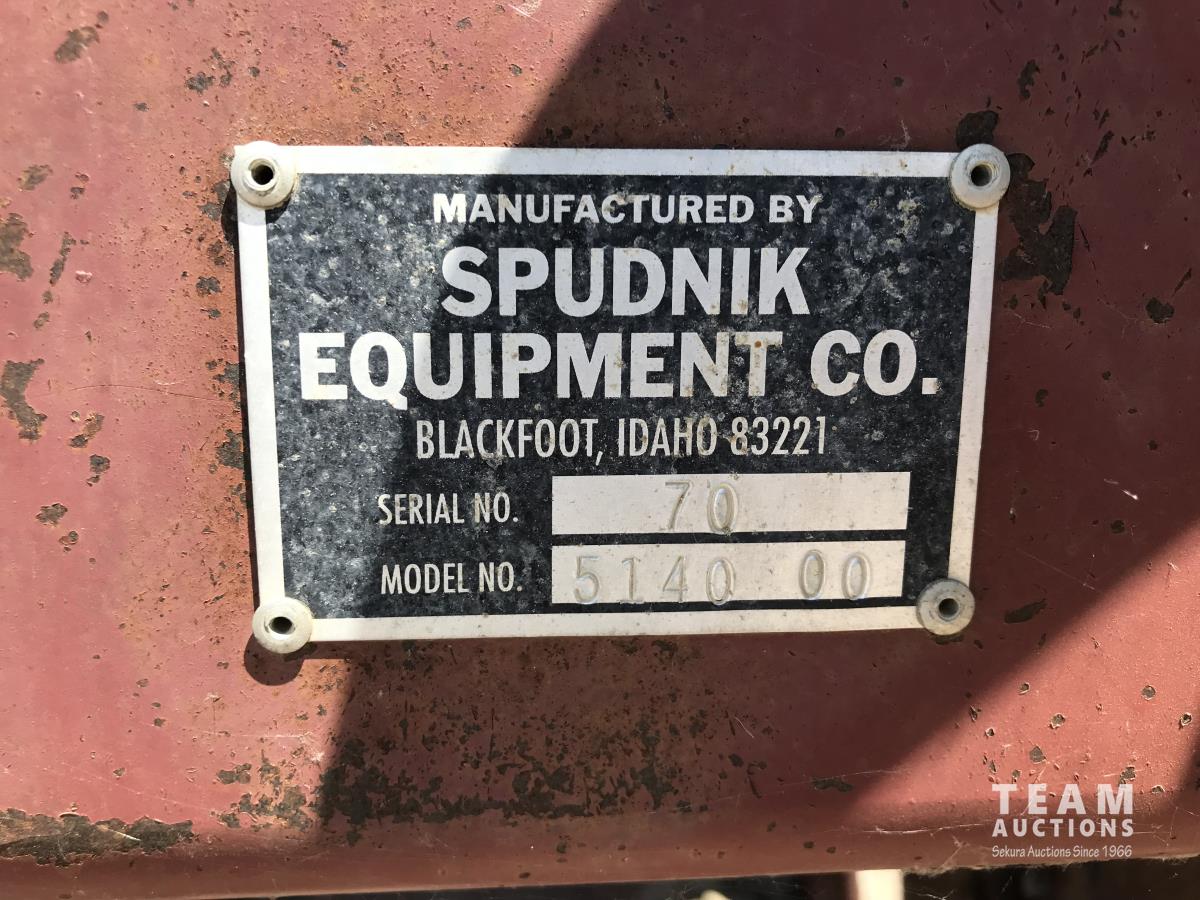 MANUFACTURED BY
SPUDNIK
EQUIPMENT CO.
BLACKFOOT, IDAHO 83221
SERIAL NO. 70
MODEL NO. 5140 00
TEAM
AUCTIONS
Sekura Auctions Since 1966